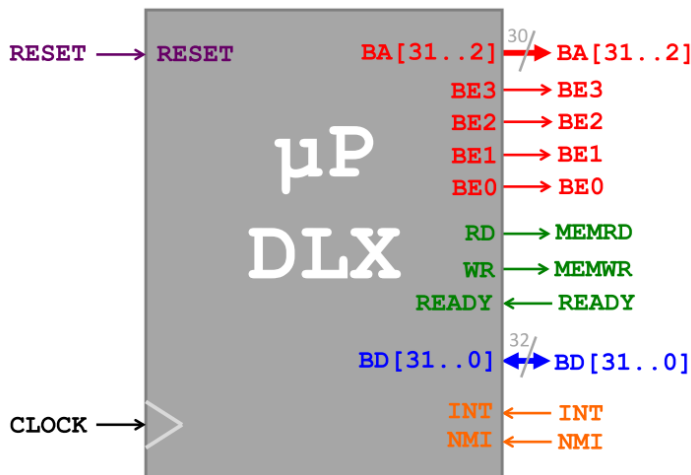 30
RESET RESET BA[31..2] BA[31..2]
BE3 BE3
BE2 BE2
µP
BE1 BE1
BE0 BE0
DLX
RD MEMRD
WR MEMWR
READY READY
32
BD[31..0] BD[31..0]
INT INT
CLOCK
NMI NMI